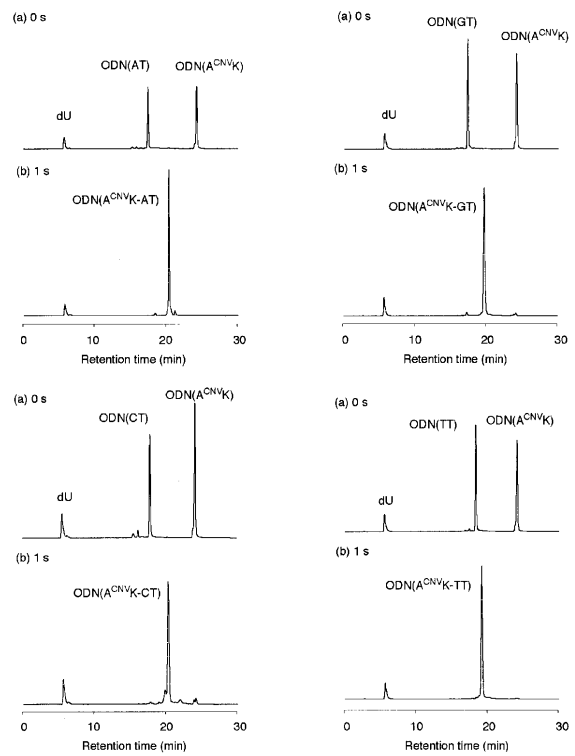 (a) 0 s
ODN(AT)
ODN(A^CNV K)
dU
(b) 1 s
ODN(A^CNV K-AT)
0 10 20 30
Retention time (min)
(a) 0 s
ODN(GT)
ODN(A^CNV K)
dU
(b) 1 s
ODN(A^CNV K-GT)
0 10 20 30
Retention time (min)
(a) 0 s
ODN(A^CNV K)
ODN(CT)
dU
(b) 1 s
ODN(A^CNV K-CT)
0 10 20 30
Retention time (min)
(a) 0 s
ODN(TT)
ODN(A^CNV K)
dU
(b) 1 s
ODN(A^CNV K-TT)
0 10 20 30
Retention time (min)